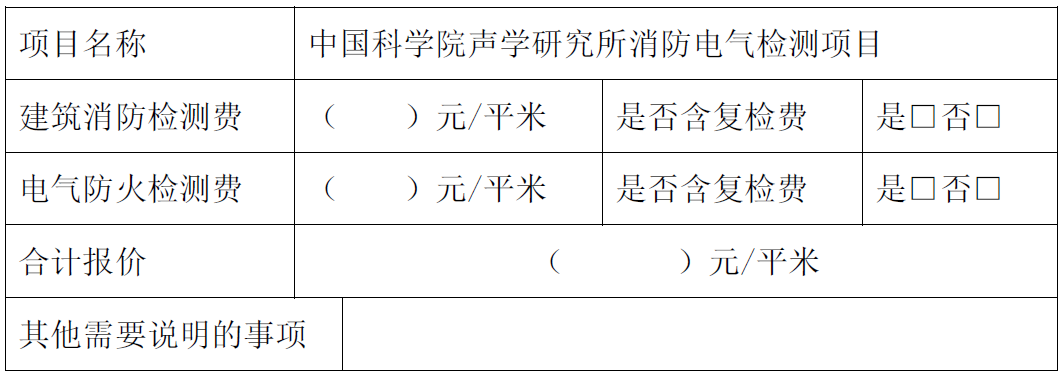 项目名称 中国科学院声学研究所消防电气检测项目
建筑消防检测费 （　　）元/平米 是否含复检费 是□否□
电气防火检测费 （　　）元/平米 是否含复检费 是□否□
合计报价 （　　　）元/平米
其他需要说明的事项